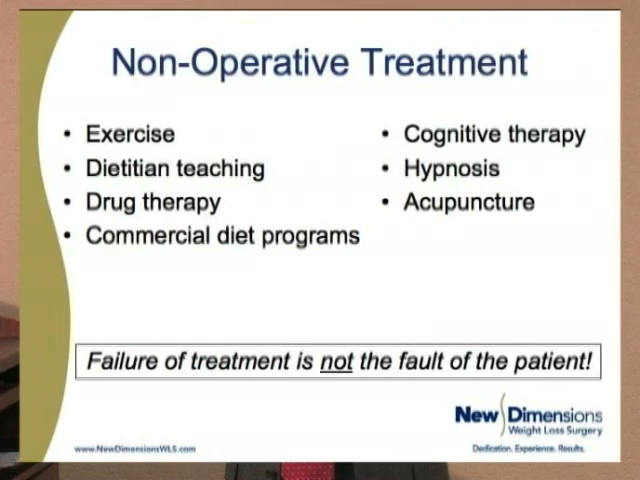 Non-Operative Treatment
• Exercise
• Dietitian teaching
• Drug therapy
• Commercial diet programs
• Cognitive therapy
• Hypnosis
• Acupuncture
Failure of treatment is not the fault of the patient!
New Dimensions
Weight Loss Surgery
www.NewDimensionsWLS.com
Dedication. Experience. Results.